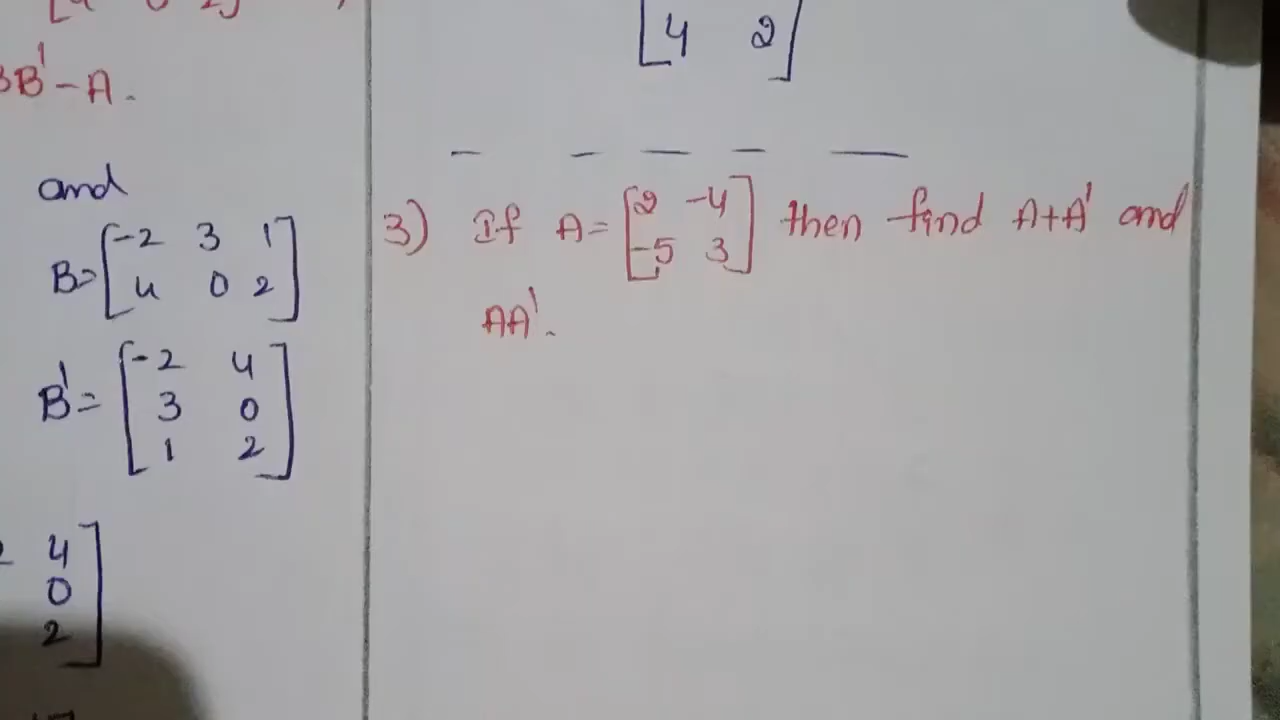 3B' - A.
and
B = [-2 3 1
4 0 2]
B' = [-2 4
3 0
1 2]
4
0
2]
[4 2]
3) If A = [2 -4
-5 3] then find A+A' and
AA'.